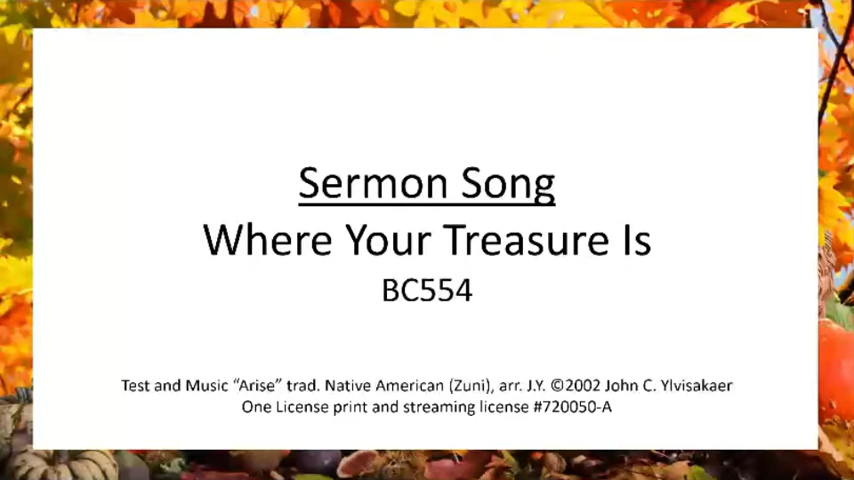 Sermon Song
Where Your Treasure Is
BC554
Test and Music “Arise” trad. Native American (Zuni), arr. J.Y. ©2002 John C. Ylvisakaer
One License print and streaming license #720050-A